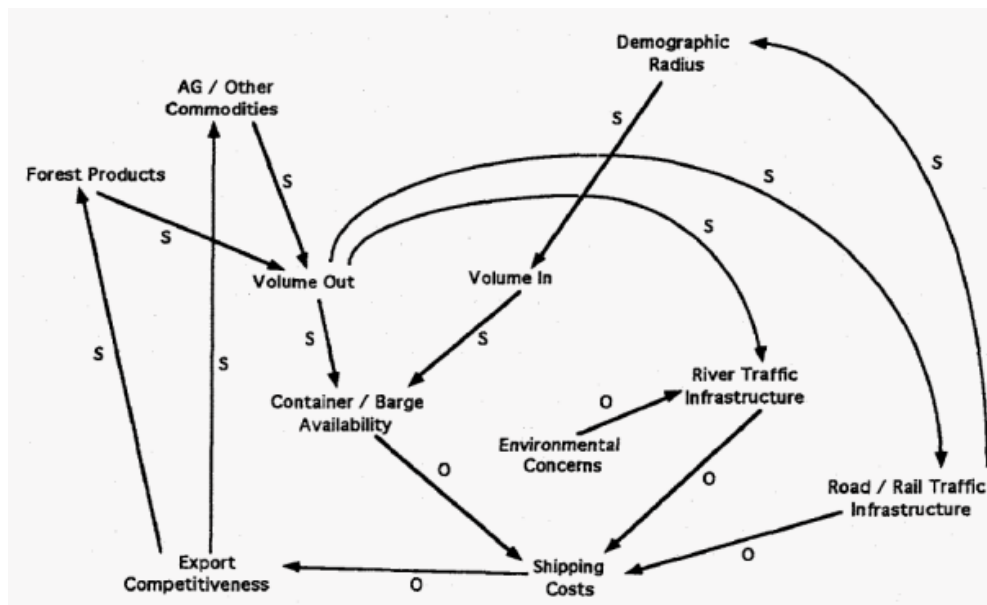 Demographic
Radius
AG / Other
Commodities
S
Forest Products
S
S
S
S
S
Volume Out
Volume In
S
S
S
S
River Traffic
Infrastructure
Container / Barge
Availability
O
Environmental
Concerns
O
O
Road / Rail Traffic
Infrastructure
O
Export
Competitiveness
O
Shipping
Costs